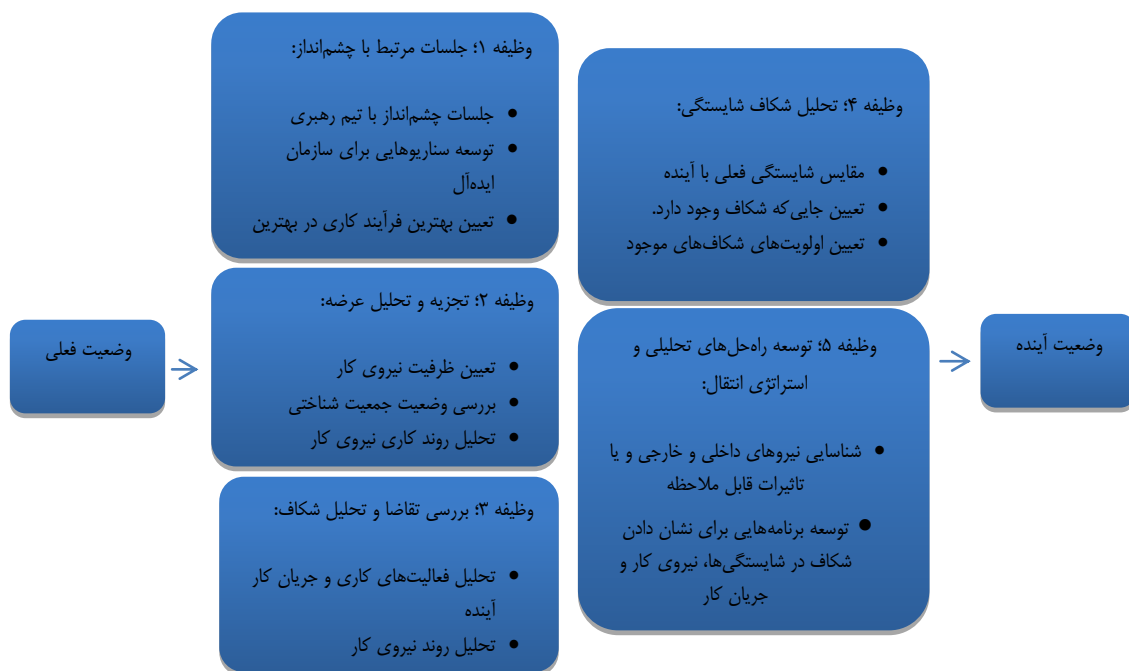 وظیفه ۱؛ جلسات مرتبط با چشم‌انداز:
● جلسات چشم‌انداز با تیم رهبری
● توسعه سناریوهایی برای سازمان
ایده‌آل
● تعیین بهترین فرآیند کاری در بهترین
وظیفه ۲؛ تجزیه و تحلیل عرضه:
● تعیین ظرفیت نیروی کار
● بررسی وضعیت جمعیت شناختی
● تحلیل روند کاری نیروی کار
وظیفه ۳؛ بررسی تقاضا و تحلیل شکاف:
● تحلیل فعالیت‌های کاری و جریان کار
آینده
● تحلیل روند نیروی کار
وظیفه ۴؛ تحلیل شکاف شایستگی:
● مقایس شایستگی فعلی با آینده
● تعیین جایی‌که شکاف وجود دارد.
● تعیین اولویت‌های شکاف‌های موجود
وظیفه ۵؛ توسعه راه‌حل‌های تحلیلی و
استراتژی انتقال:
● شناسایی نیروهای داخلی و خارجی و یا
تاثیرات قابل ملاحظه
● توسعه برنامه‌هایی برای نشان دادن
شکاف در شایستگی‌ها، نیروی کار و
جریان کار
وضعیت فعلی
وضعیت آینده